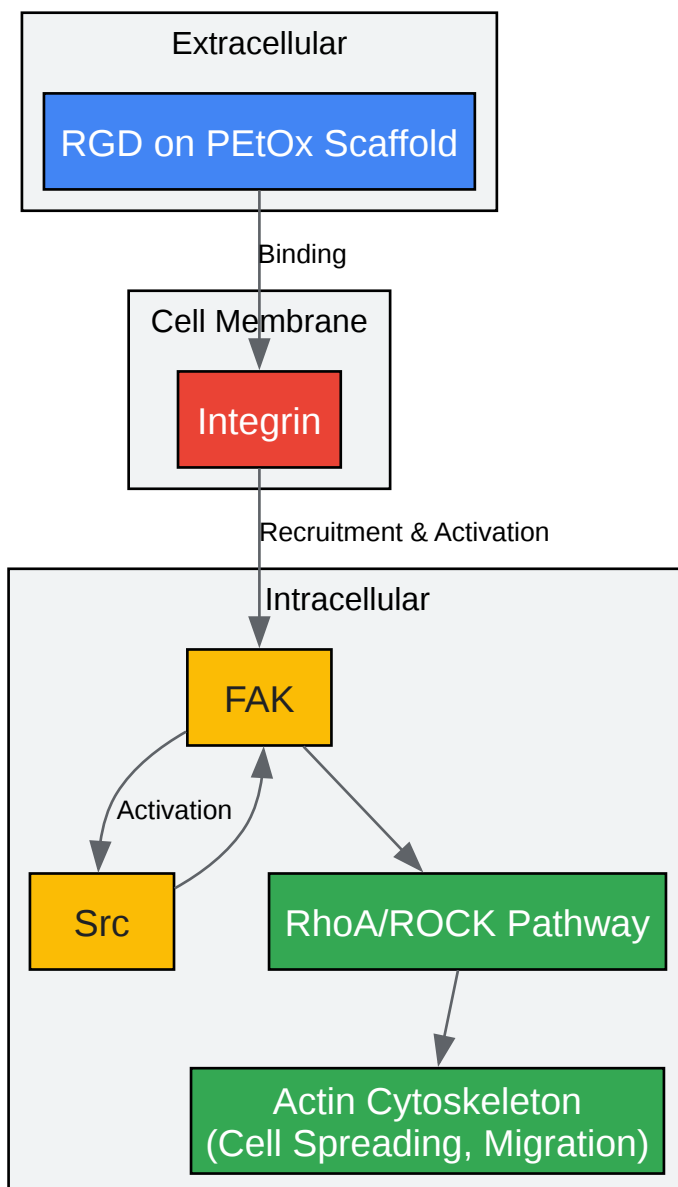 Extracellular
RGD on PEtOx Scaffold
Binding
Cell Membrane
Integrin
Recruitment & Activation
Intracellular
FAK
Activation
Src
RhoA/ROCK Pathway
Actin Cytoskeleton
(Cell Spreading, Migration)